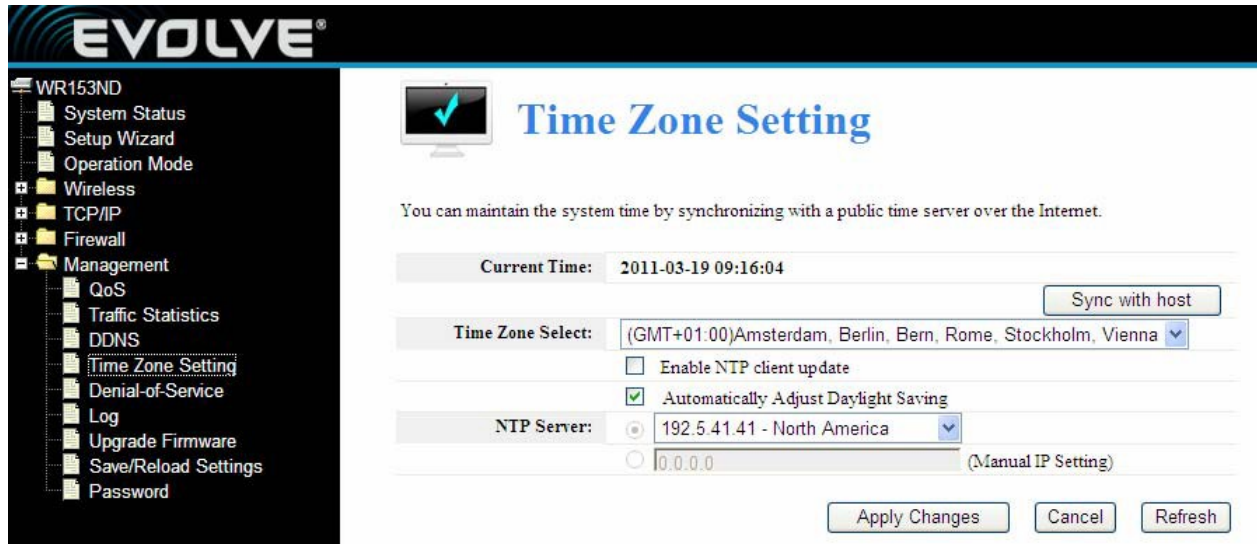 EVOLVE®
WR153ND
System Status
Setup Wizard
Operation Mode
Wireless
TCP/IP
Firewall
Management
QoS
Traffic Statistics
DDNS
Time Zone Setting
Denial-of-Service
Log
Upgrade Firmware
Save/Reload Settings
Password
Time Zone Setting
You can maintain the system time by synchronizing with a public time server over the Internet.
Current Time: 2011-03-19 09:16:04
Sync with host
Time Zone Select: (GMT+01:00)Amsterdam, Berlin, Bern, Rome, Stockholm, Vienna
Enable NTP client update
Automatically Adjust Daylight Saving
NTP Server: 192.5.41.41 - North America
0.0.0.0 (Manual IP Setting)
Apply Changes Cancel Refresh